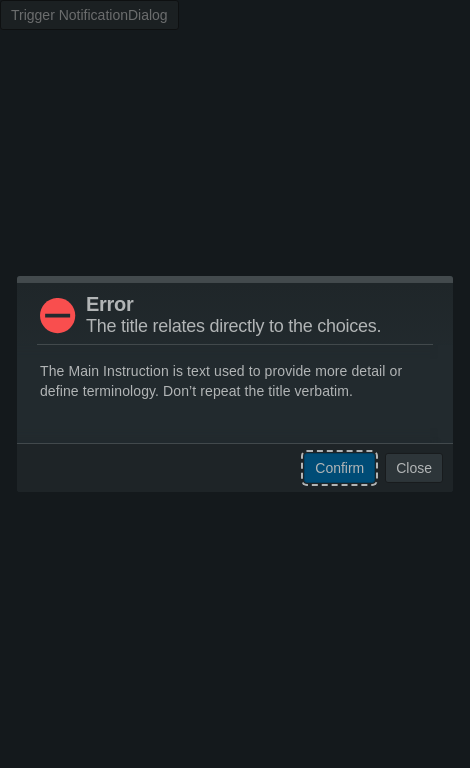 Trigger NotificationDialog
Error
The title relates directly to the choices.
The Main Instruction is text used to provide more detail or
define terminology. Don’t repeat the title verbatim.
Confirm
Close